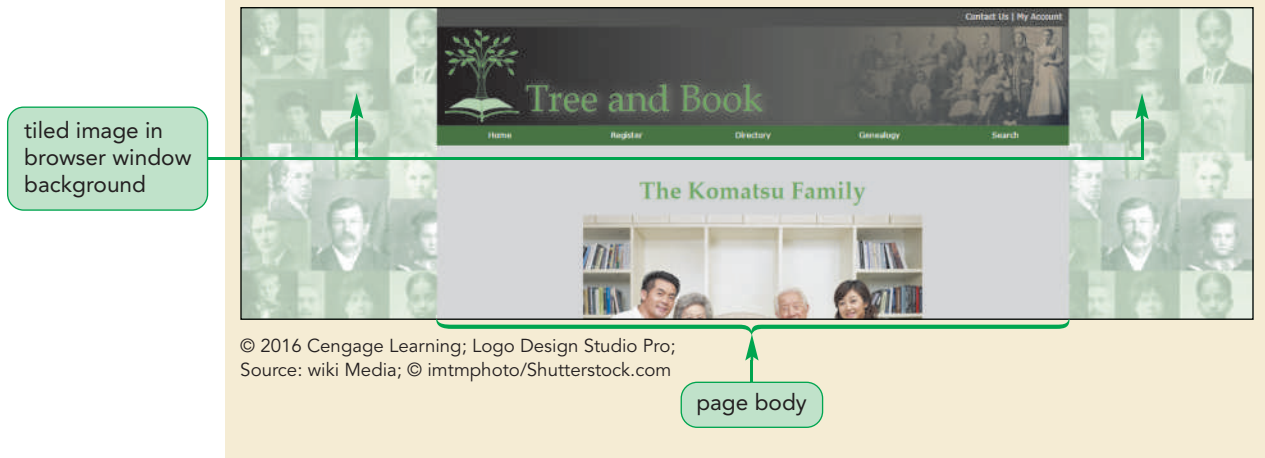 Contact Us | My Account
Tree and Book
Home Register Directory Genealogy Search
tiled image in
browser window
background
The Komatsu Family
© 2016 Cengage Learning; Logo Design Studio Pro;
Source: wiki Media; © imtmphoto/Shutterstock.com
page body